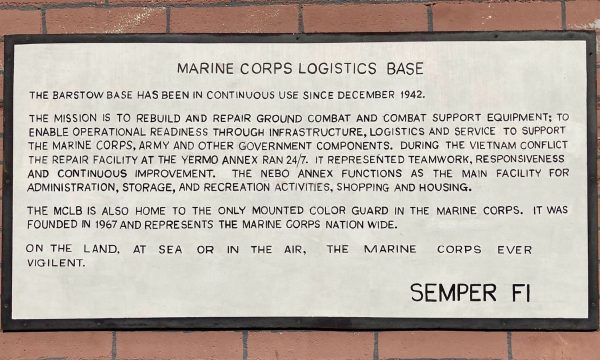 MARINE CORPS LOGISTICS BASE
THE BARSTOW BASE HAS BEEN IN CONTINUOUS USE SINCE DECEMBER 1942.
THE MISSION IS TO REBUILD AND REPAIR GROUND COMBAT AND COMBAT SUPPORT EQUIPMENT; TO
ENABLE OPERATIONAL READINESS THROUGH INFRASTRUCTURE, LOGISTICS AND SERVICE TO SUPPORT
THE MARINE CORPS, ARMY AND OTHER GOVERNMENT COMPONENTS. DURING THE VIETNAM CONFLICT
THE REPAIR FACILITY AT THE YERMO ANNEX RAN 24/7. IT REPRESENTED TEAMWORK, RESPONSIVENESS
AND CONTINUOUS IMPROVEMENT. THE NEBO ANNEX FUNCTIONS AS THE MAIN FACILITY FOR
ADMINISTRATION, STORAGE, AND RECREATION ACTIVITIES, SHOPPING AND HOUSING.
THE MCLB IS ALSO HOME TO THE ONLY MOUNTED COLOR GUARD IN THE MARINE CORPS. IT WAS
FOUNDED IN 1967 AND REPRESENTS THE MARINE CORPS NATION WIDE.
ON THE LAND, AT SEA OR IN THE AIR, THE MARINE CORPS EVER
VIGILENT.
SEMPER FI